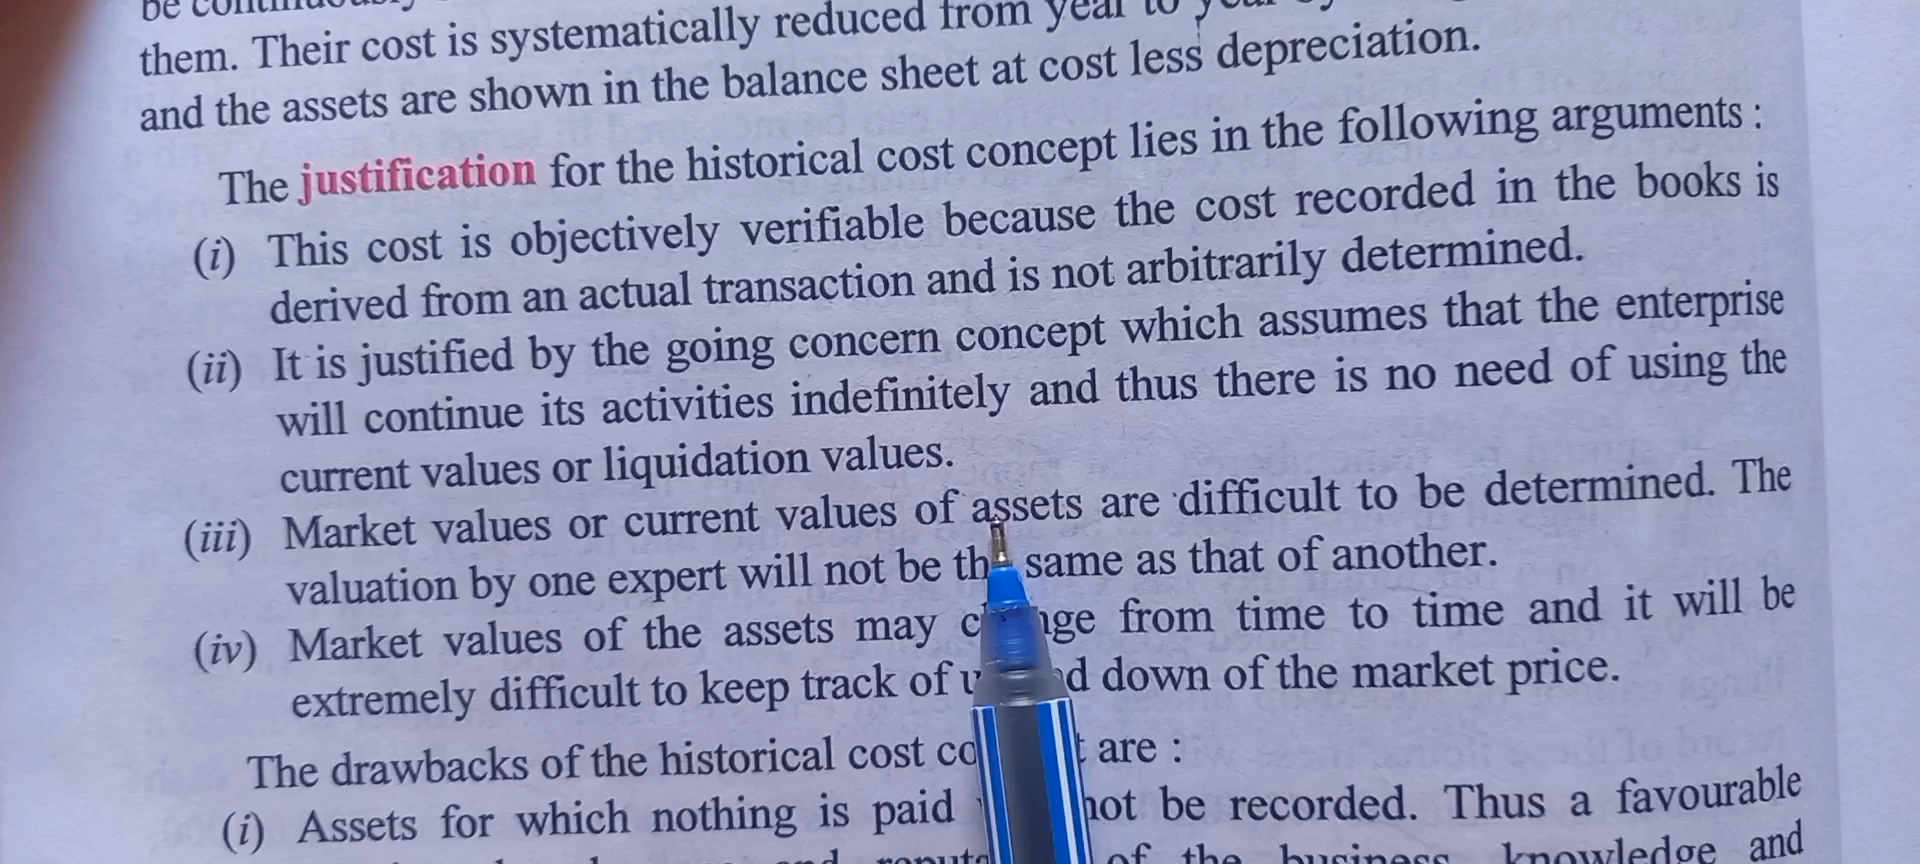 them. Their cost is systematically reduced from year to
and the assets are shown in the balance sheet at cost less depreciation.
The justification for the historical cost concept lies in the following arguments :
(i) This cost is objectively verifiable because the cost recorded in the books is
derived from an actual transaction and is not arbitrarily determined.
(ii) It is justified by the going concern concept which assumes that the enterprise
will continue its activities indefinitely and thus there is no need of using the
current values or liquidation values.
(iii) Market values or current values of assets are difficult to be determined. The
valuation by one expert will not be same as that of another.
(iv) Market values of the assets may from time to time and it will be
extremely difficult to keep track of down of the market price.
The drawbacks of the historical cost are :
(i) Assets for which nothing is paid not be recorded. Thus a favourable
of the business knowledge and